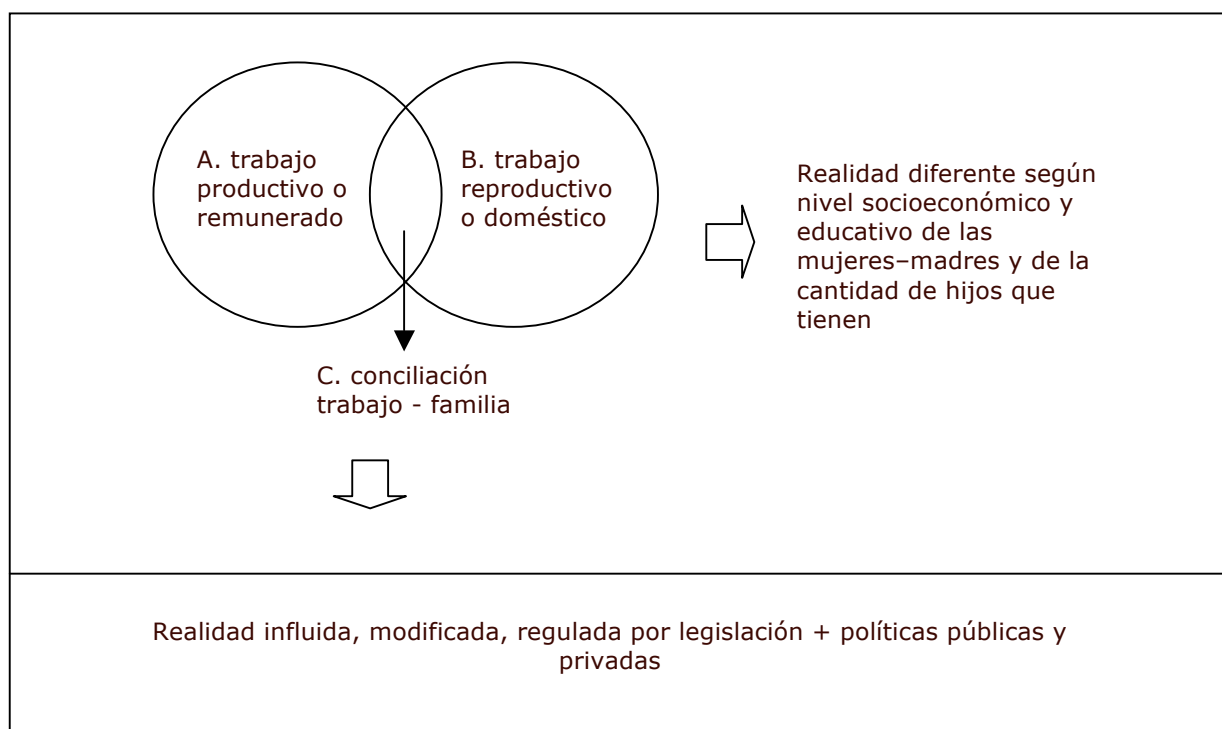 A. trabajo
productivo o
remunerado
B. trabajo
reproductivo
o doméstico
Realidad diferente según
nivel socioeconómico y
educativo de las
mujeres–madres y de la
cantidad de hijos que
tienen
C. conciliación
trabajo - familia
Realidad influida, modificada, regulada por legislación + políticas públicas y
privadas